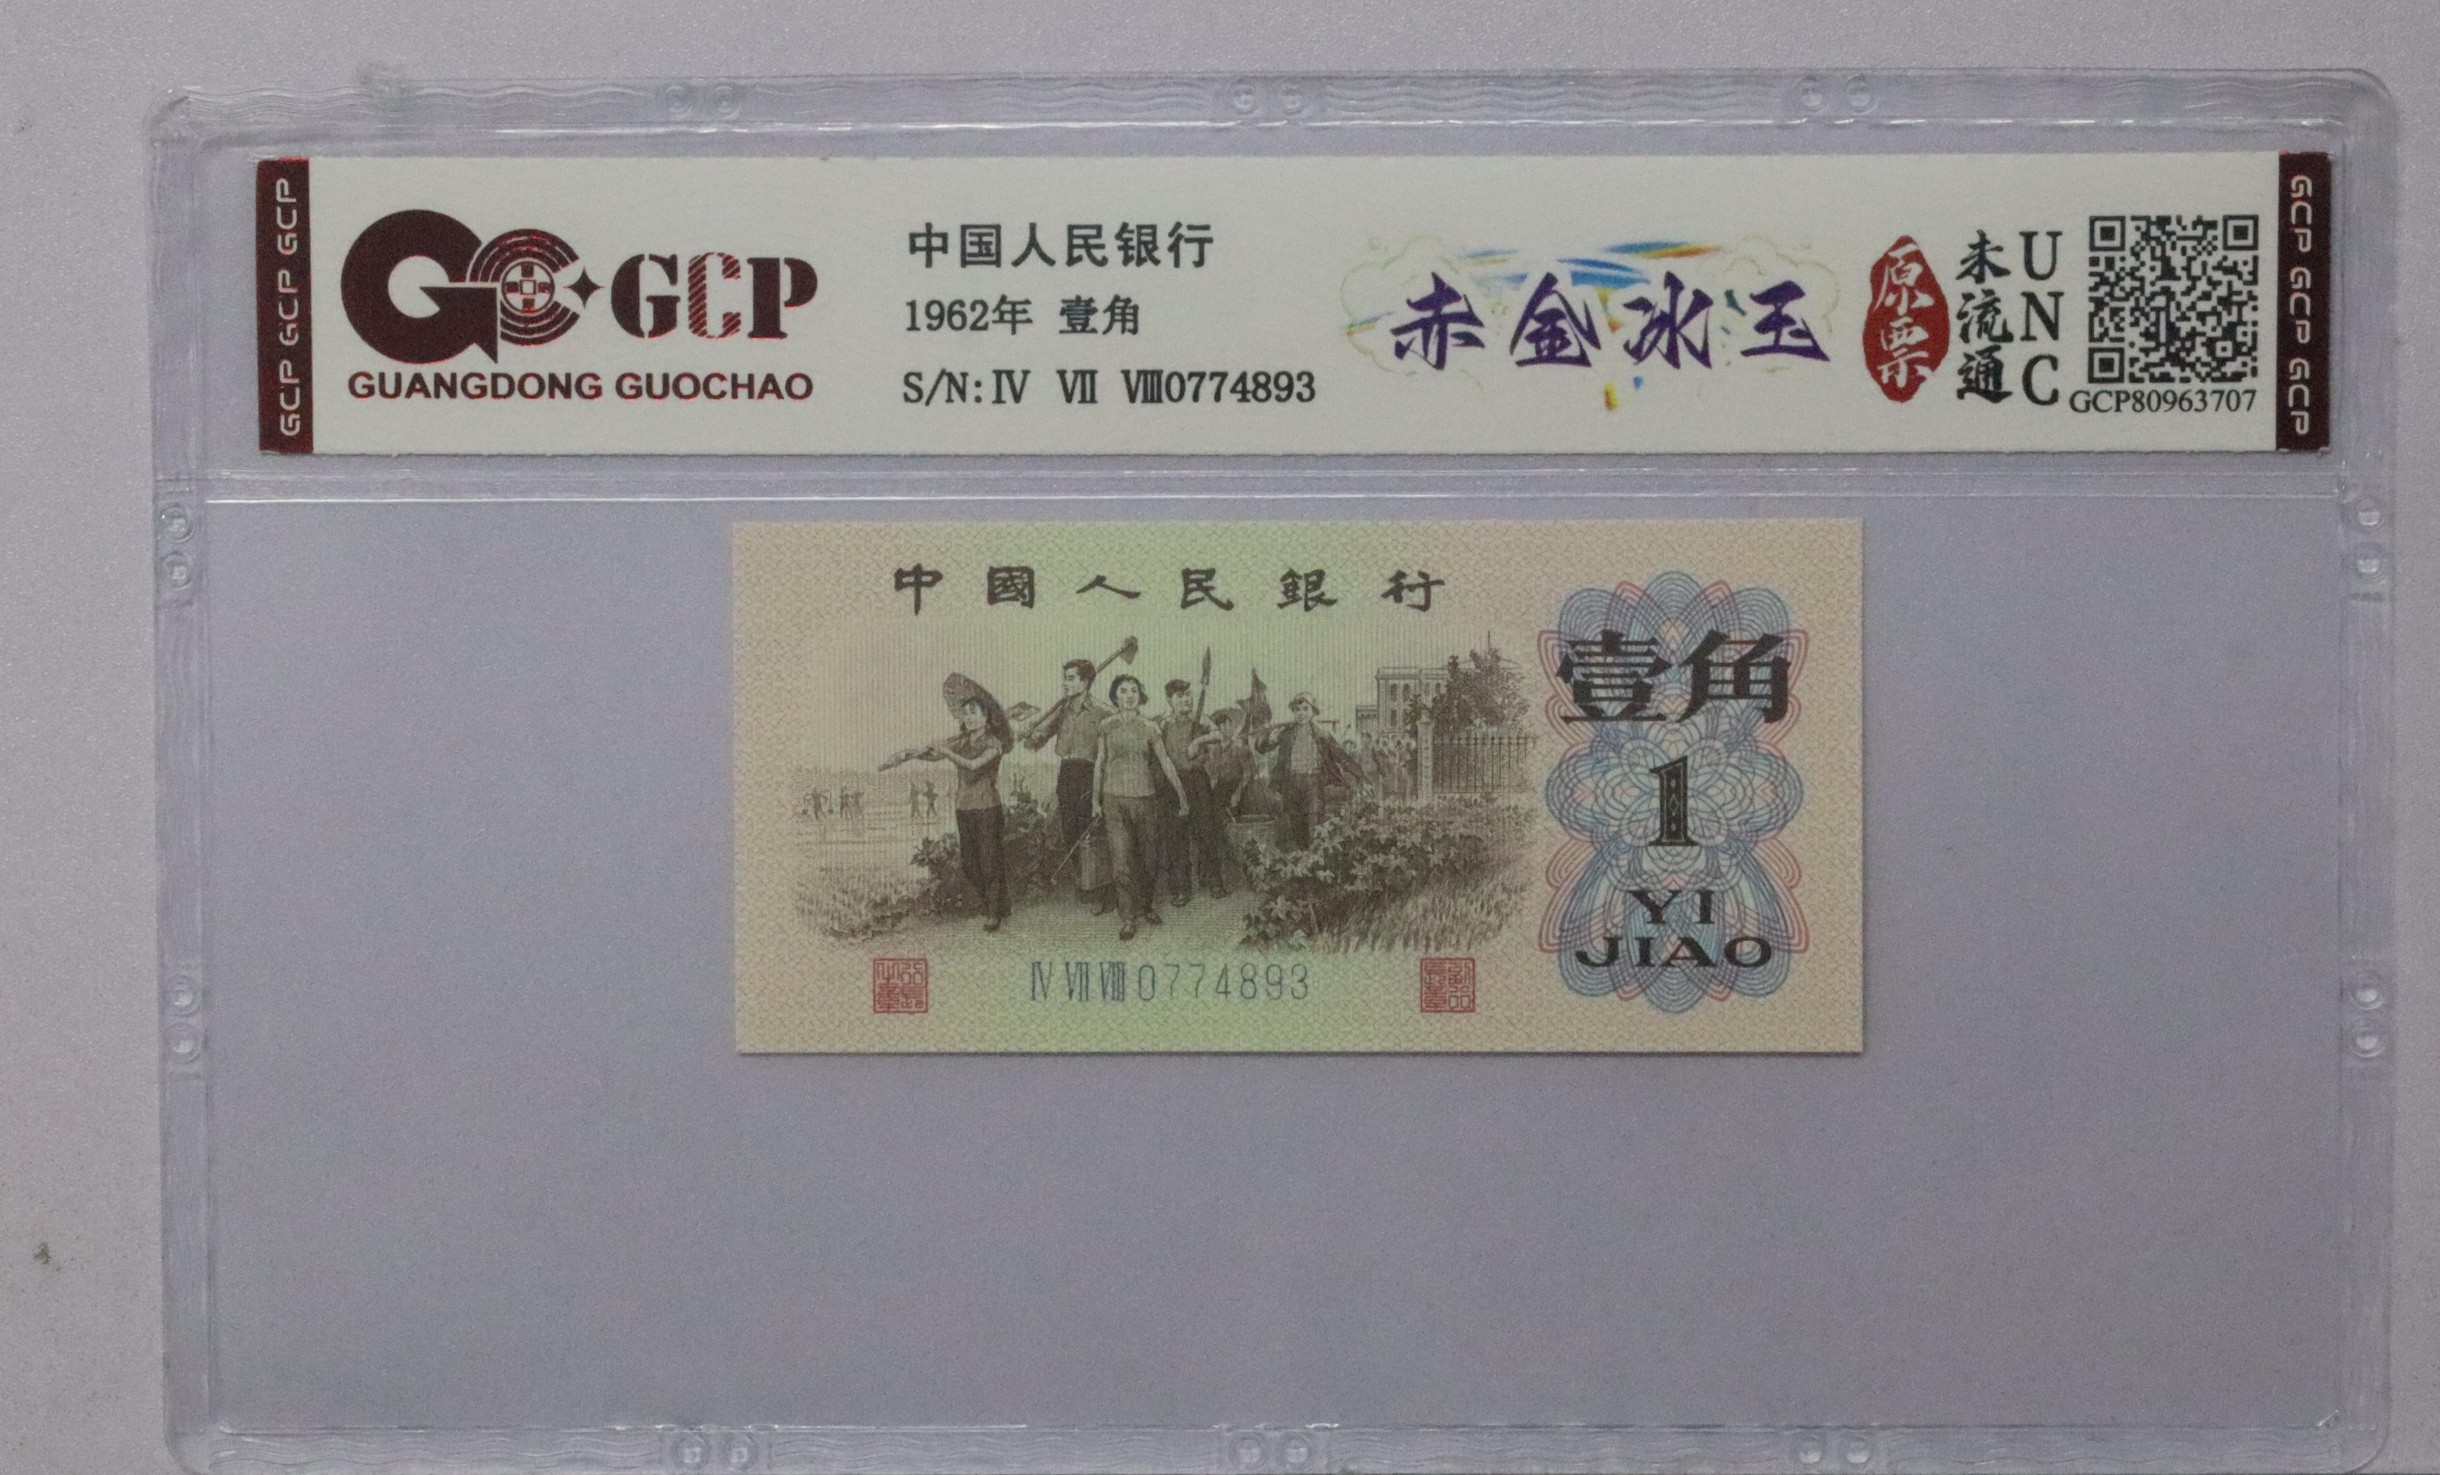 GCP GCP GCP
GCP
GUANGDONG GUOCHAO
中国人民银行
1962年 壹角
S/N: Ⅳ Ⅶ Ⅷ0774893
赤金冰玉
原票
未流通
UNC
GCP80963707
GCP GCP GCP
中國人民銀行
壹角
1
YI
JIAO
Ⅳ Ⅶ Ⅷ 0774893